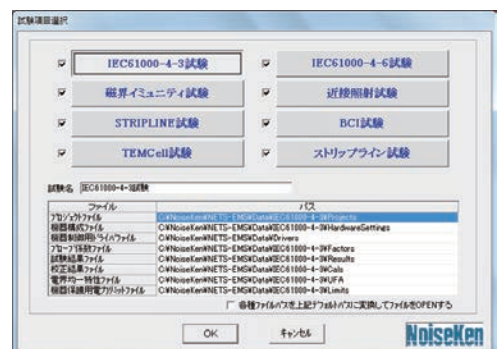 試験項目選択
IEC61000-4-3試験
IEC61000-4-6試験
磁界イミュニティ試験
近接照射試験
STRIPLINE試験
BCI試験
TEMCell試験
ストリップライン試験
試験名 IEC61000-4-3試験
ファイル パス
プロジェクトファイル C:¥NoiseKen¥NETS-EMS¥Data¥IEC61000-4-3¥Projects
機器構成ファイル C:¥NoiseKen¥NETS-EMS¥Data¥IEC61000-4-3¥HardwareSettings
機器制御用ドライバファイル C:¥NoiseKen¥NETS-EMS¥Data¥Drivers
プローブ係数ファイル C:¥NoiseKen¥NETS-EMS¥Data¥IEC61000-4-3¥Factors
試験結果ファイル C:¥NoiseKen¥NETS-EMS¥Data¥IEC61000-4-3¥Results
校正結果ファイル C:¥NoiseKen¥NETS-EMS¥Data¥IEC61000-4-3¥Cals
電界均一特性ファイル C:¥NoiseKen¥NETS-EMS¥Data¥IEC61000-4-3¥UFA
機器保護用電力リミットファイル C:¥NoiseKen¥NETS-EMS¥Data¥IEC61000-4-3¥Limits
各種ファイルパスを上記デフォルトパスに変換してファイルをOPENする
OK
キャンセル
NoiseKen